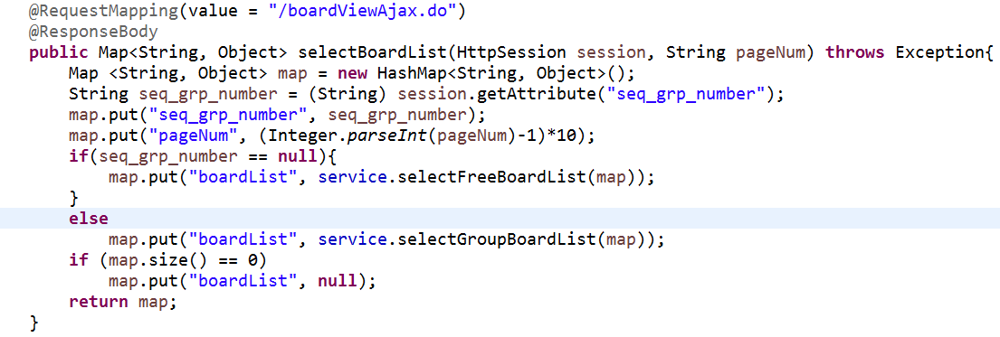 @RequestMapping(value = "/boardViewAjax.do")
@ResponseBody
public Map<String, Object> selectBoardList(HttpSession session, String pageNum) throws Exception{
Map <String, Object> map = new HashMap<String, Object>();
String seq_grp_number = (String) session.getAttribute("seq_grp_number");
map.put("seq_grp_number", seq_grp_number);
map.put("pageNum", (Integer.parseInt(pageNum)-1)*10);
if(seq_grp_number == null){
map.put("boardList", service.selectFreeBoardList(map));
}
else
map.put("boardList", service.selectGroupBoardList(map));
if (map.size() == 0)
map.put("boardList", null);
return map;
}